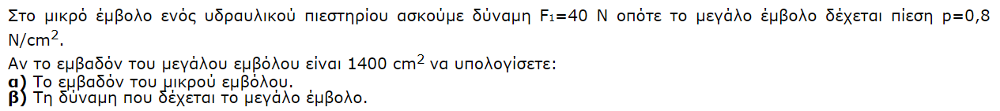 Στο μικρό έμβολο ενός υδραυλικού πιεστηρίου ασκούμε δύναμη F₁=40 N οπότε το μεγάλο έμβολο δέχεται πίεση p=0,8
N/cm².
Αν το εμβαδόν του μεγάλου εμβόλου είναι 1400 cm² να υπολογίσετε:
α) Το εμβαδόν του μικρού εμβόλου.
β) Τη δύναμη που δέχεται το μεγάλο έμβολο.